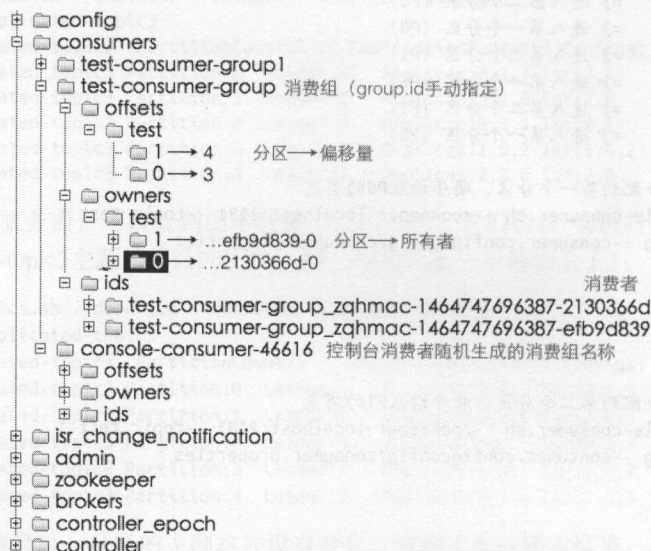 config
consumers
test-consumer-group1
test-consumer-group 消费组（group.id手动指定）
offsets
test
1 → 4 分区→偏移量
0 → 3
owners
test
1 → ...efb9d839-0 分区→所有者
0 → ...2130366d-0
ids 消费者
test-consumer-group_zqhmac-1464747696387-2130366d
test-consumer-group_zqhmac-1464747696387-efb9d839
console-consumer-46616 控制台消费者随机生成的消费组名称
offsets
owners
ids
isr_change_notification
admin
zookeeper
brokers
controller_epoch
controller